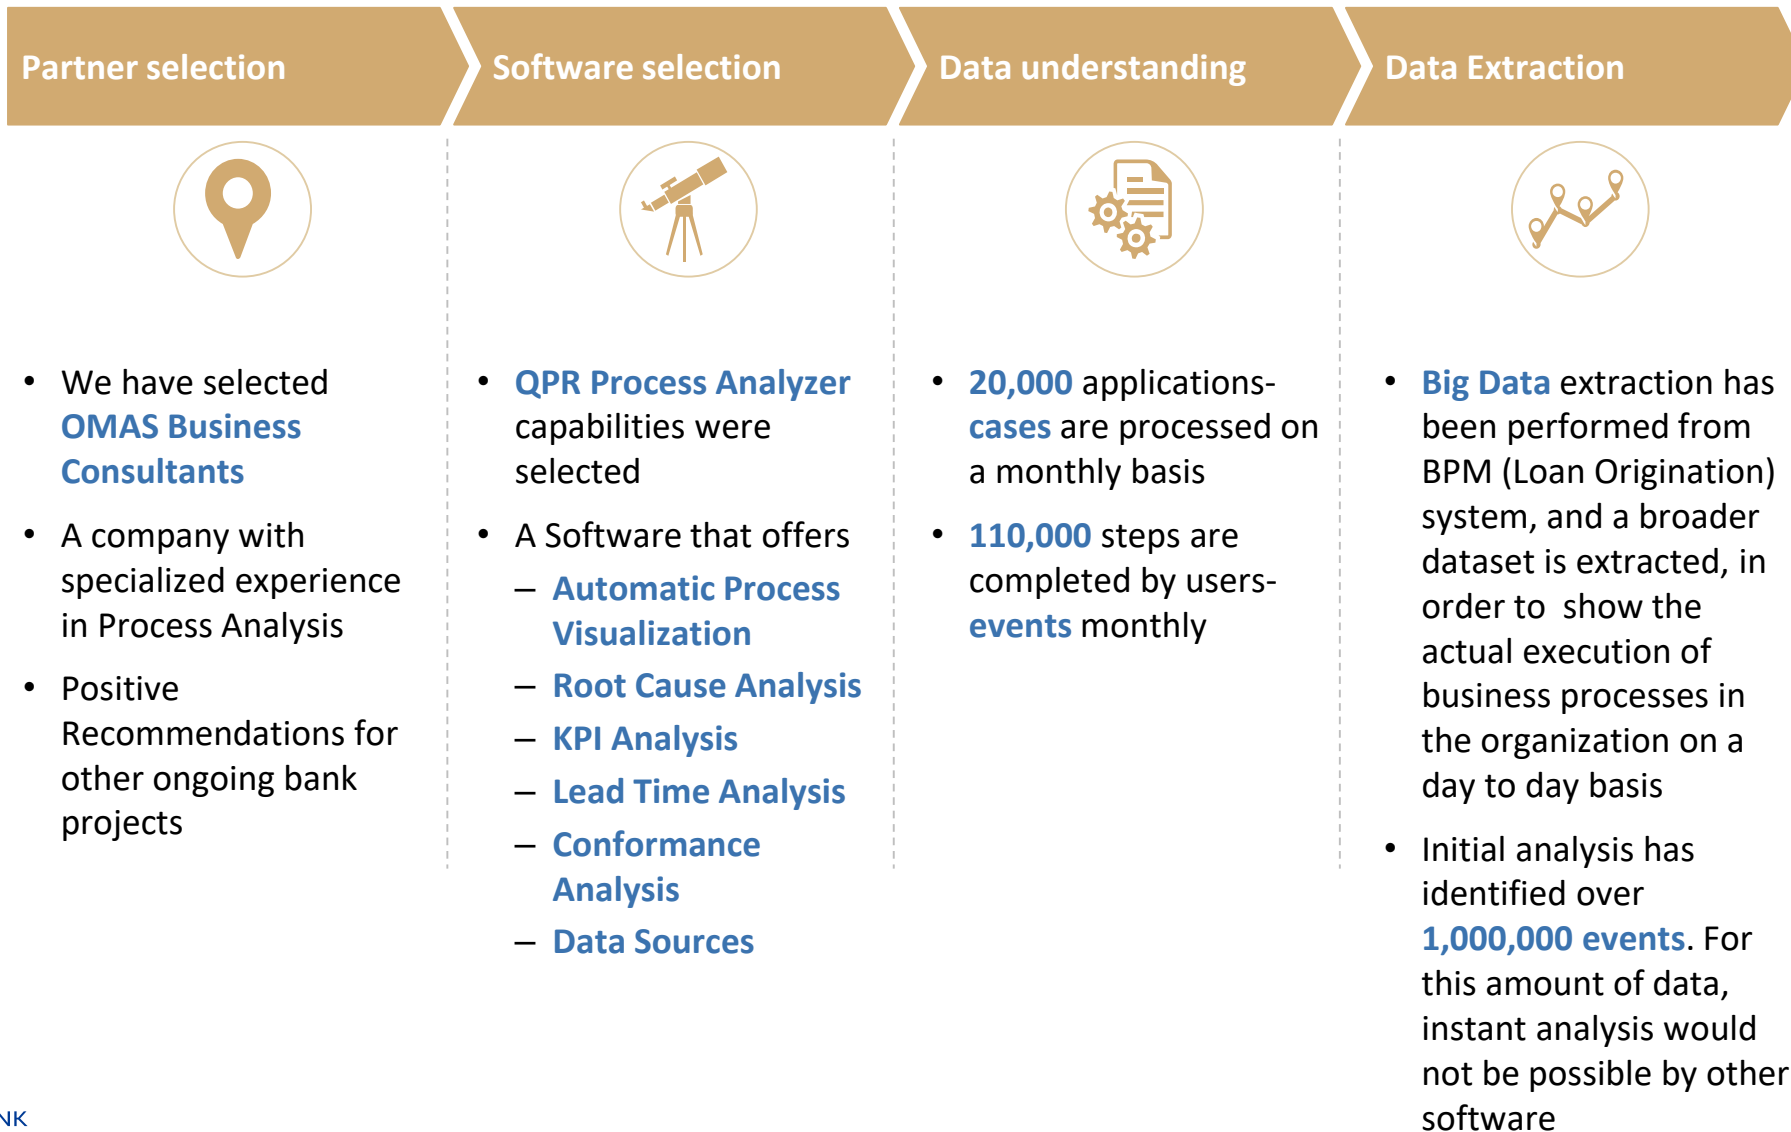 Partner selection
Software selection
Data understanding
Data Extraction
• We have selected
OMAS Business
Consultants
• A company with
specialized experience
in Process Analysis
• Positive
Recommendations for
other ongoing bank
projects
• QPR Process Analyzer
capabilities were
selected
• A Software that offers
– Automatic Process
Visualization
– Root Cause Analysis
– KPI Analysis
– Lead Time Analysis
– Conformance
Analysis
– Data Sources
• 20,000 applications-
cases are processed on
a monthly basis
• 110,000 steps are
completed by users-
events monthly
• Big Data extraction has
been performed from
BPM (Loan Origination)
system, and a broader
dataset is extracted, in
order to  show the
actual execution of
business processes in
the organization on a
day to day basis
• Initial analysis has
identified over
1,000,000 events. For
this amount of data,
instant analysis would
not be possible by other
software
NK